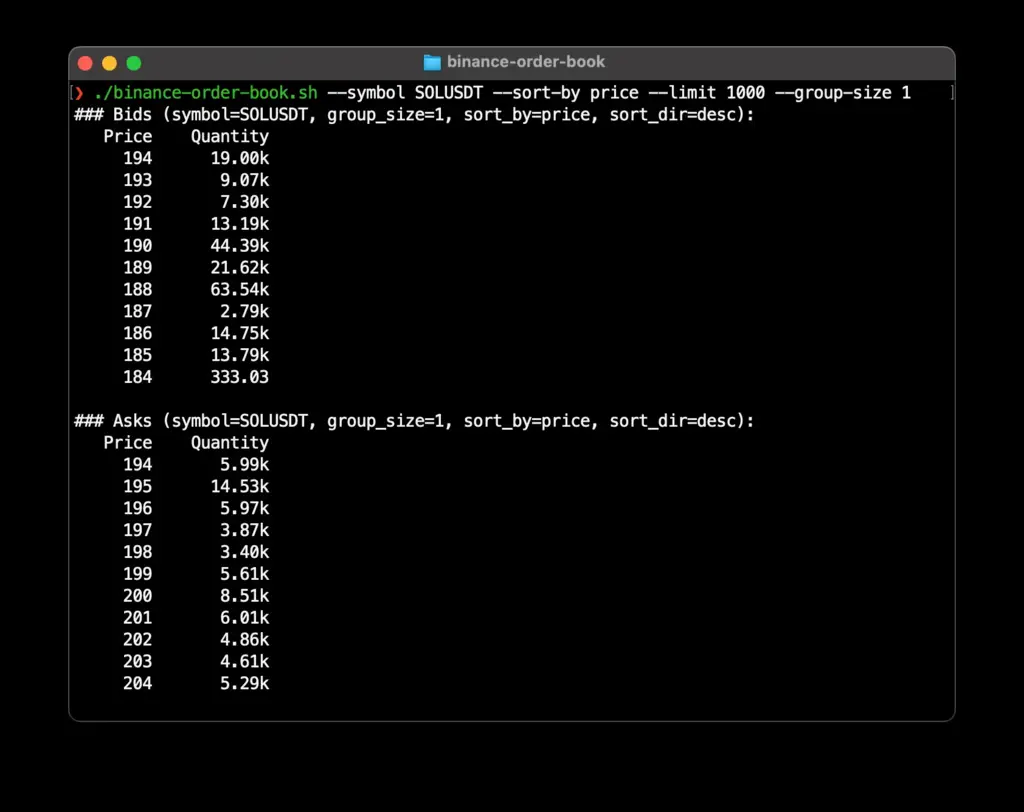 binance-order-book
[❯ ./binance-order-book.sh --symbol SOLUSDT --sort-by price --limit 1000 --group-size 1 ]
### Bids (symbol=SOLUSDT, group_size=1, sort_by=price, sort_dir=desc):
Price Quantity
194 19.00k
193 9.07k
192 7.30k
191 13.19k
190 44.39k
189 21.62k
188 63.54k
187 2.79k
186 14.75k
185 13.79k
184 333.03
### Asks (symbol=SOLUSDT, group_size=1, sort_by=price, sort_dir=desc):
Price Quantity
194 5.99k
195 14.53k
196 5.97k
197 3.87k
198 3.40k
199 5.61k
200 8.51k
201 6.01k
202 4.86k
203 4.61k
204 5.29k